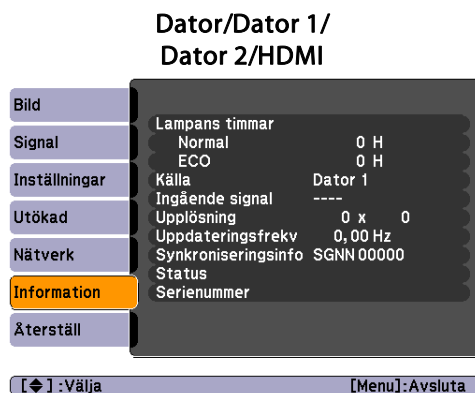 Dator/Dator 1/
Dator 2/HDMI
Bild
Signal
Inställningar
Utökad
Nätverk
Information
Återställ
Lampans timmar
Normal 0 H
ECO 0 H
Källa Dator 1
Ingående signal ----
Upplösning 0 x 0
Uppdateringsfrekv 0,00 Hz
Synkroniseringsinfo SGNN 00000
Status
Serienummer
[◆] :Välja [Menu]:Avsluta